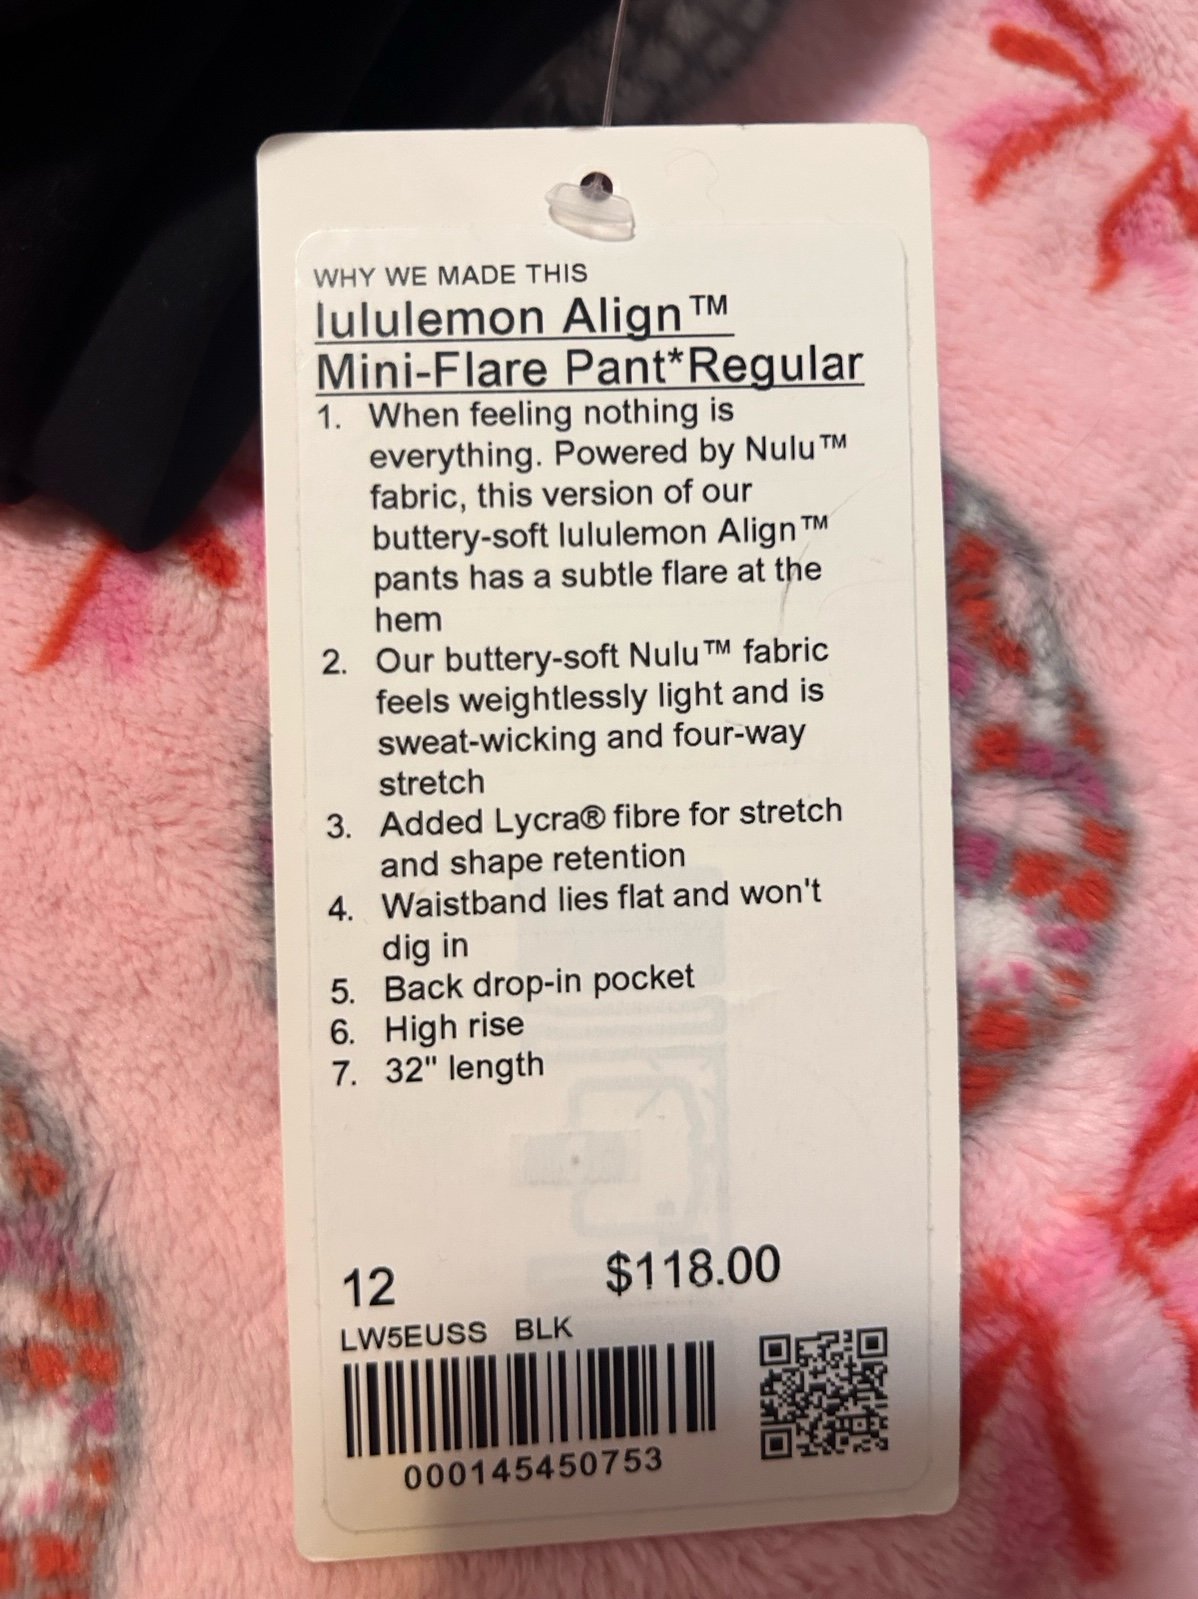 WHY WE MADE THIS
lululemon Align™
Mini-Flare Pant*Regular
1. When feeling nothing is
everything. Powered by Nulu™
fabric, this version of our
buttery-soft lululemon Align™
pants has a subtle flare at the
hem
2. Our buttery-soft Nulu™ fabric
feels weightlessly light and is
sweat-wicking and four-way
stretch
3. Added Lycra® fibre for stretch
and shape retention
4. Waistband lies flat and won't
dig in
5. Back drop-in pocket
6. High rise
7. 32" length
12 $118.00
LW5EUSS BLK
000145450753